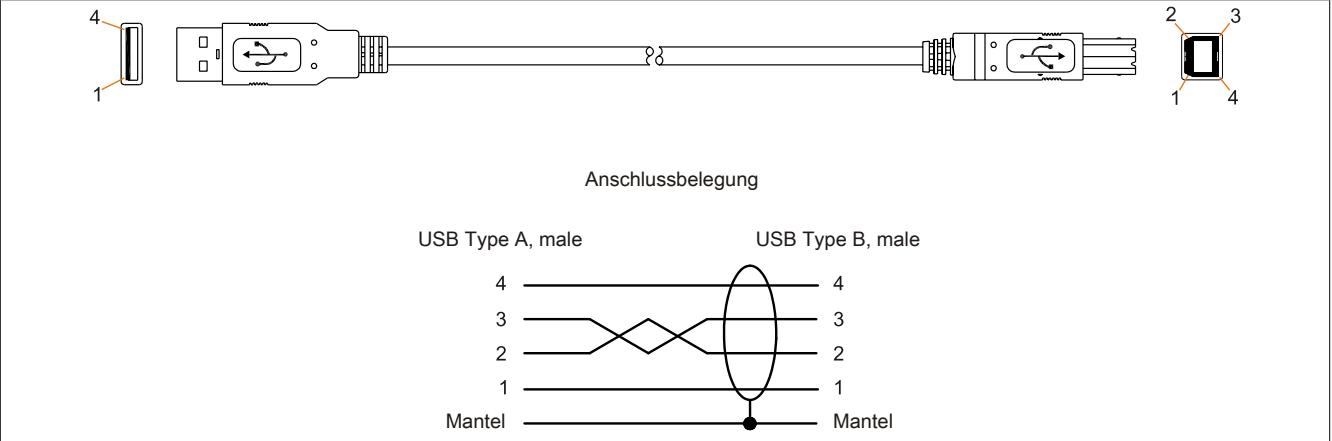 4
1
2 3
1 4
Anschlussbelegung
USB Type A, male USB Type B, male
4 4
3 3
2 2
1 1
Mantel Mantel